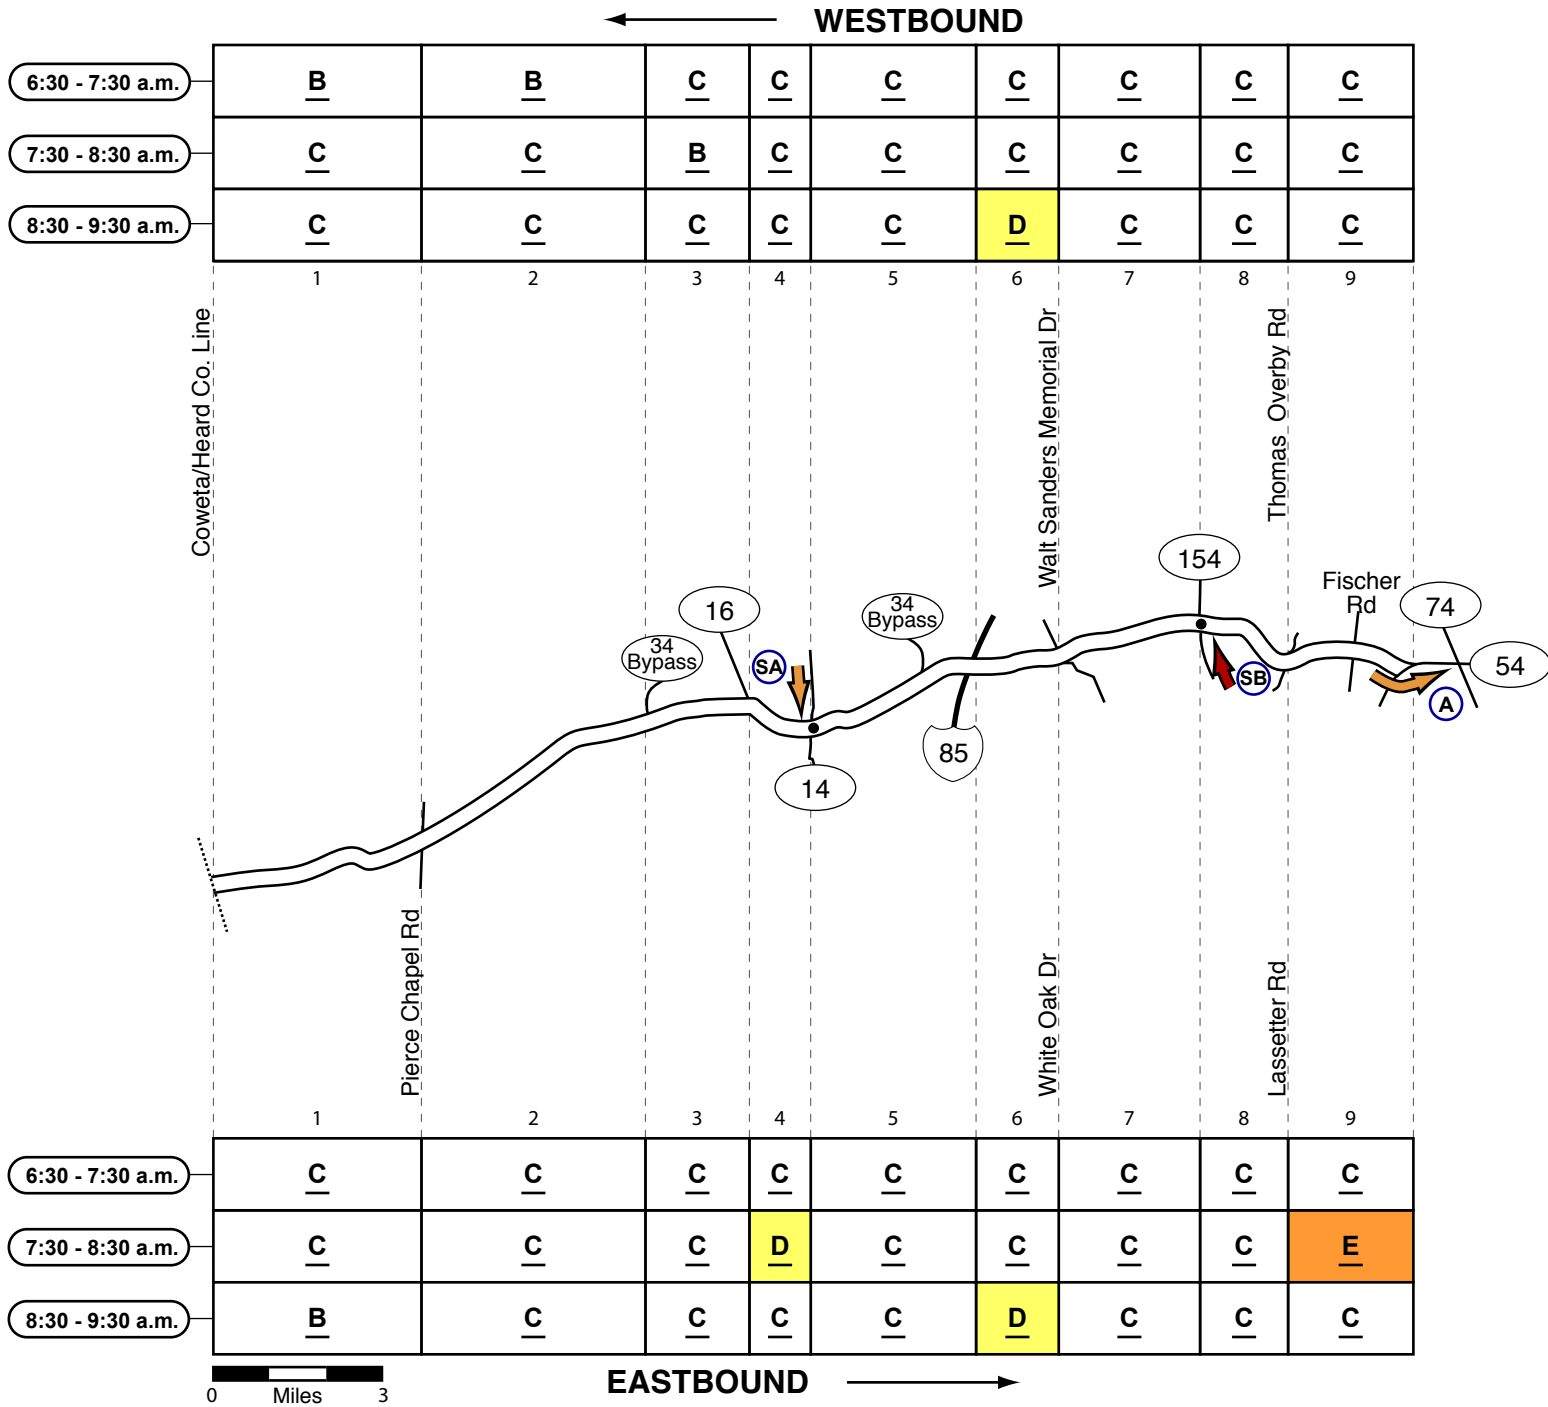 WESTBOUND
6:30 - 7:30 a.m. B B C C C C C C C
7:30 - 8:30 a.m. C C B C C C C C C
8:30 - 9:30 a.m. C C C C C D C C C
1 2 3 4 5 6 7 8 9
Coweta/Heard Co. Line
Walt Sanders Memorial Dr
Thomas Overby Rd
154
Fischer
Rd
74
16
34
Bypass
34
Bypass
SA
SB
54
A
85
14
Pierce Chapel Rd
White Oak Dr
Lassetter Rd
1 2 3 4 5 6 7 8 9
6:30 - 7:30 a.m. C C C C C C C C C
7:30 - 8:30 a.m. C C C D C C C C E
8:30 - 9:30 a.m. B C C C C D C C C
0 Miles 3
EASTBOUND